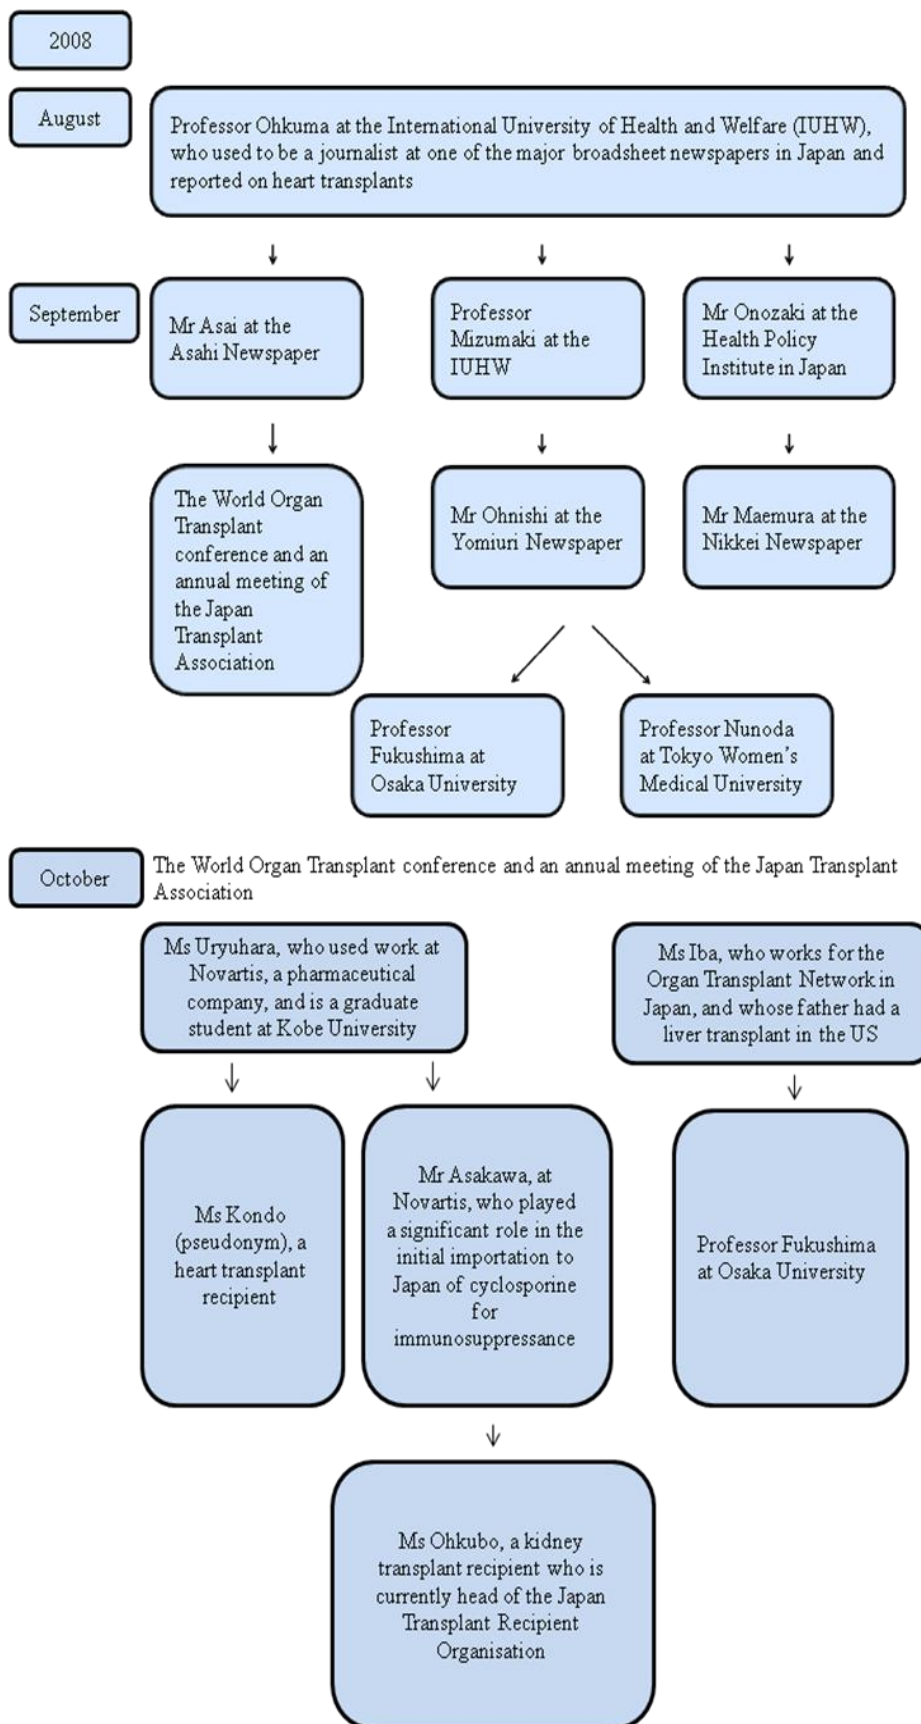 2008
August
Professor Ohkuma at the International University of Health and Welfare (IUHW),
who used to be a journalist at one of the major broadsheet newspapers in Japan and
reported on heart transplants
September
Mr Asai at the
Asahi Newspaper
Professor
Mizumaki at the
IUHW
Mr Onozaki at the
Health Policy
Institute in Japan
The World Organ
Transplant
conference and an
annual meeting of
the Japan
Transplant
Association
Mr Ohnishi at the
Yomiuri Newspaper
Mr Maemura at the
Nikkei Newspaper
Professor
Fukushima at
Osaka University
Professor Nunoda
at Tokyo Women's
Medical University
October
The World Organ Transplant conference and an annual meeting of the Japan Transplant
Association
Ms Uryuhara, who used work at
Novartis, a pharmaceutical
company, and is a graduate
student at Kobe University
Ms Iba, who works for the
Organ Transplant Network in
Japan, and whose father had a
liver transplant in the US
Ms Kondo
(pseudonym), a
heart transplant
recipient
Mr Asakawa, at
Novartis, who played
a significant role in the
initial importation to
Japan of cyclosporine
for
immunosuppressance
Professor Fukushima
at Osaka University
Ms Ohkubo, a kidney
transplant recipient who is
currently head of the Japan
Transplant Recipient
Organisation